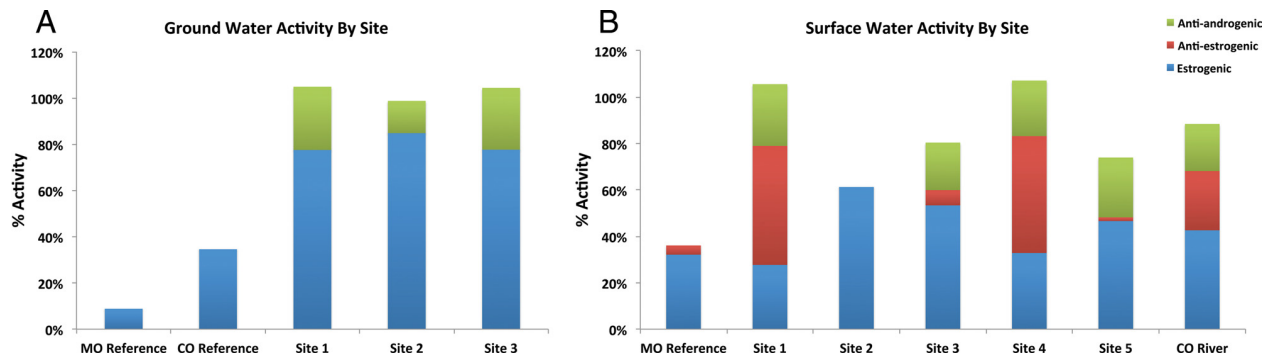 A
Ground Water Activity By Site
120%
100%
80%
60%
40%
20%
0%
% Activity
MO Reference CO Reference Site 1 Site 2 Site 3
B
Surface Water Activity By Site
Anti-androgenic
Anti-estrogenic
Estrogenic
120%
100%
80%
60%
40%
20%
0%
% Activity
MO Reference Site 1 Site 2 Site 3 Site 4 Site 5 CO River